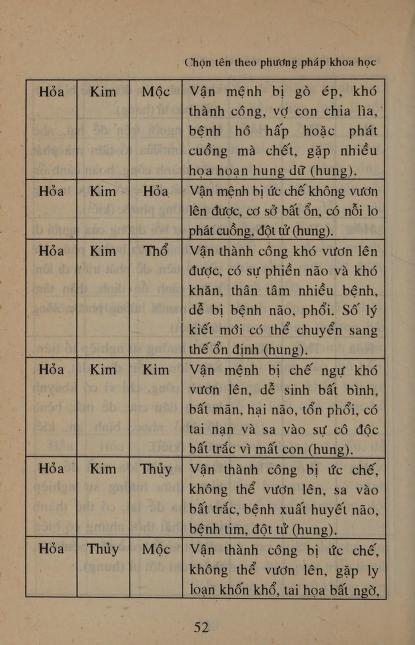 Chọn tên theo phương pháp khoa học
Hỏa Kim Mộc Vận mệnh bị gò ép, khó
thành công, vợ con chia lìa,
bệnh hô hấp hoặc phát
cuồng mà chết, gặp nhiều
họa hoạn hung dữ (hung).
Hỏa Kim Hỏa Vận mệnh bị ức chế không vươn
lên được, cơ sở bất ổn, có nỗi lo
phát cuồng, đột tử (hung).
Hỏa Kim Thổ Vận thành công khó vươn lên
được, có sự phiền não và khó
khăn, thân tâm nhiều bệnh,
dễ bị bệnh não, phổi. Số lý
kiết mới có thể chuyển sang
thế ổn định (hung).
Hỏa Kim Kim Vận mệnh bị chế ngự khó
vươn lên, dễ sinh bất bình,
bất mãn, hại não, tổn phổi, có
tai nạn và sa vào sự cô độc
bất trắc vì mất con (hung).
Hỏa Kim Thủy Vận thành công bị ức chế,
không thể vươn lên, sa vào
bất trắc, bệnh xuất huyết não,
bệnh tim, đột tử (hung).
Hỏa Thủy Mộc Vận thành công bị ức chế,
không thể vươn lên, gặp ly
loạn khốn khổ, tai họa bất ngờ,
52